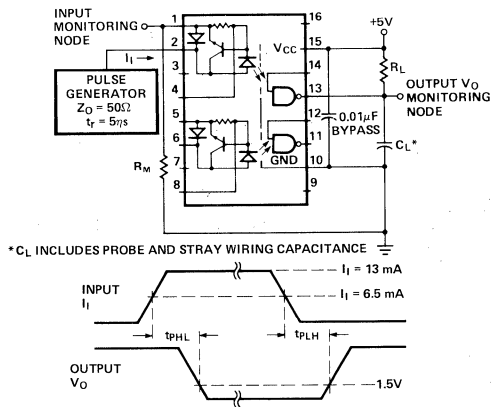 INPUT
MONITORING
NODE
I_I →
PULSE
GENERATOR
Z_O = 50Ω
t_r = 5ηs
R_M
1
2
3
4
5
6
7
8
16
V_CC 15
14
13
12
11
GND
10
9
0.01μF
BYPASS
+5V
R_L
OUTPUT V_O
MONITORING
NODE
C_L*
*C_L INCLUDES PROBE AND STRAY WIRING CAPACITANCE
INPUT
I_I
I_I = 13 mA
I_I = 6.5 mA
t_PHL
t_PLH
OUTPUT
V_O
1.5V